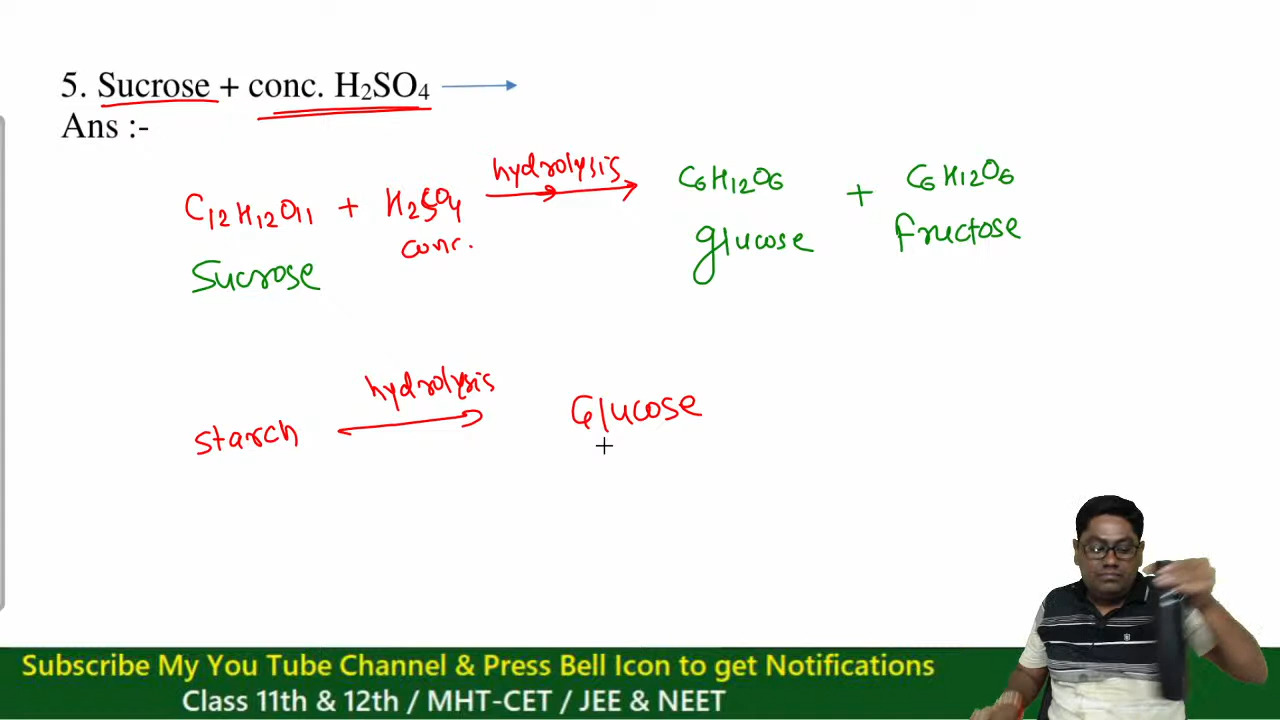 5. Sucrose + conc. H₂SO₄ →
Ans :-
C₁₂H₁₂O₁₁ + H₂SO₄ hydrolysis → C₆H₁₂O₆ + C₆H₁₂O₆
conc.
Sucrose glucose fructose
starch hydrolysis → Glucose
Subscribe My You Tube Channel & Press Bell Icon to get Notifications
Class 11th & 12th / MHT-CET / JEE & NEET